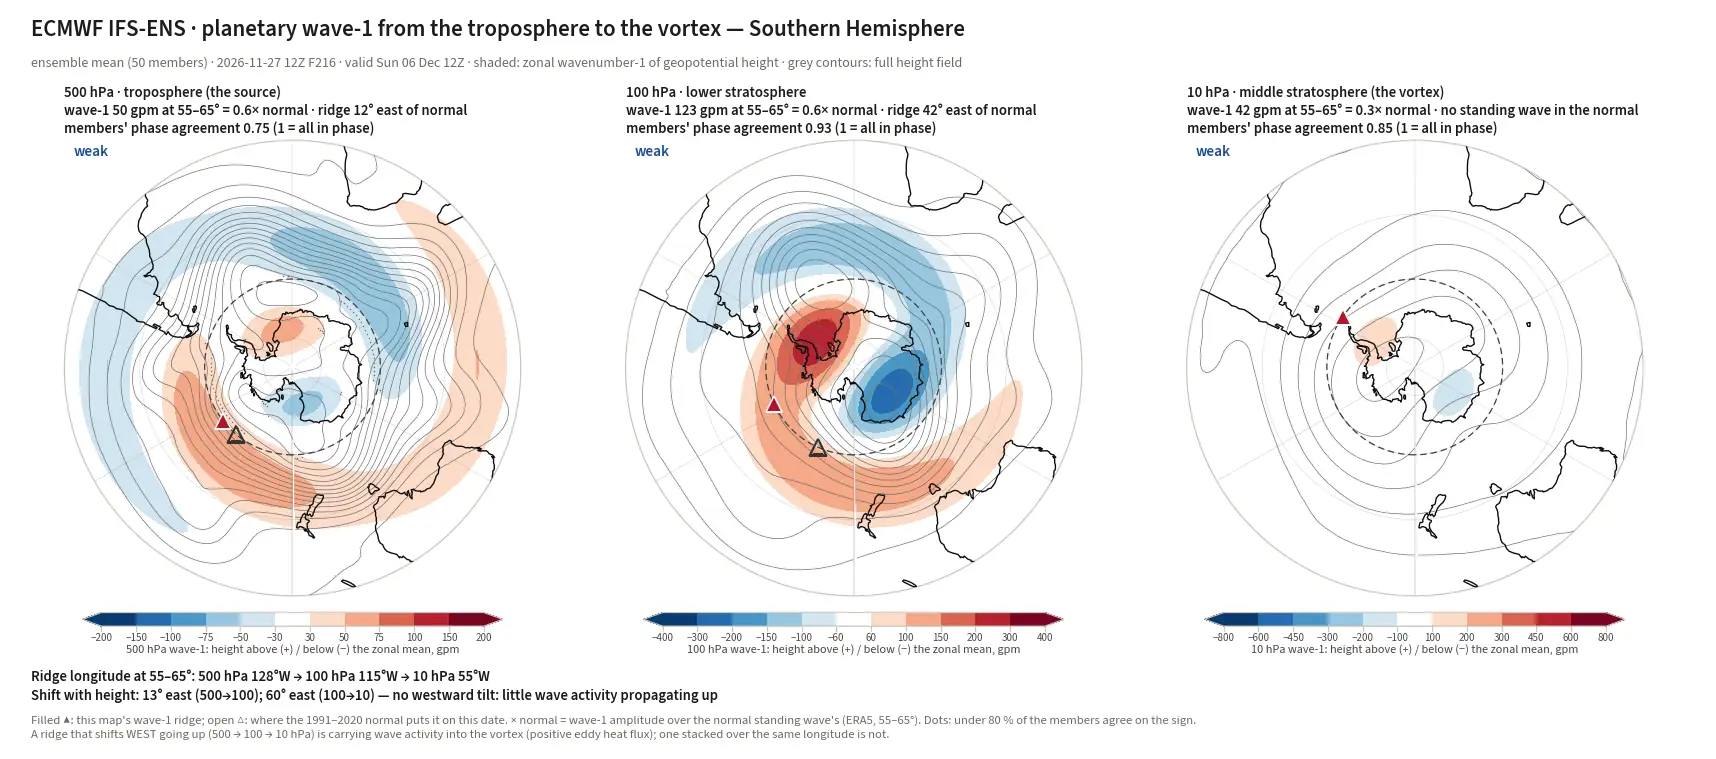 ECMWF IFS-ENS · planetary wave-1 from the troposphere to the vortex — Southern Hemisphere
ensemble mean (50 members) · 2026-11-27 12Z F216 · valid Sun 06 Dec 12Z · shaded: zonal wavenumber-1 of geopotential height · grey contours: full height field
500 hPa · troposphere (the source)
wave-1 50 gpm at 55–65° = 0.6× normal · ridge 12° east of normal
members' phase agreement 0.75 (1 = all in phase)
weak
100 hPa · lower stratosphere
wave-1 123 gpm at 55–65° = 0.6× normal · ridge 42° east of normal
members' phase agreement 0.93 (1 = all in phase)
weak
10 hPa · middle stratosphere (the vortex)
wave-1 42 gpm at 55–65° = 0.3× normal · no standing wave in the normal
members' phase agreement 0.85 (1 = all in phase)
weak
−200 −150 −100 −75 −50 −30 30 50 75 100 150 200
500 hPa wave-1: height above (+) / below (−) the zonal mean, gpm
−400 −300 −200 −150 −100 −60 60 100 150 200 300 400
100 hPa wave-1: height above (+) / below (−) the zonal mean, gpm
−800 −600 −450 −300 −200 −100 100 200 300 450 600 800
10 hPa wave-1: height above (+) / below (−) the zonal mean, gpm
Ridge longitude at 55–65°: 500 hPa 128°W → 100 hPa 115°W → 10 hPa 55°W
Shift with height: 13° east (500→100); 60° east (100→10) — no westward tilt: little wave activity propagating up
Filled ▲: this map's wave-1 ridge; open △: where the 1991–2020 normal puts it on this date. × normal = wave-1 amplitude over the normal standing wave's (ERA5, 55–65°). Dots: under 80 % of the members agree on the sign.
A ridge that shifts WEST going up (500 → 100 → 10 hPa) is carrying wave activity into the vortex (positive eddy heat flux); one stacked over the same longitude is not.